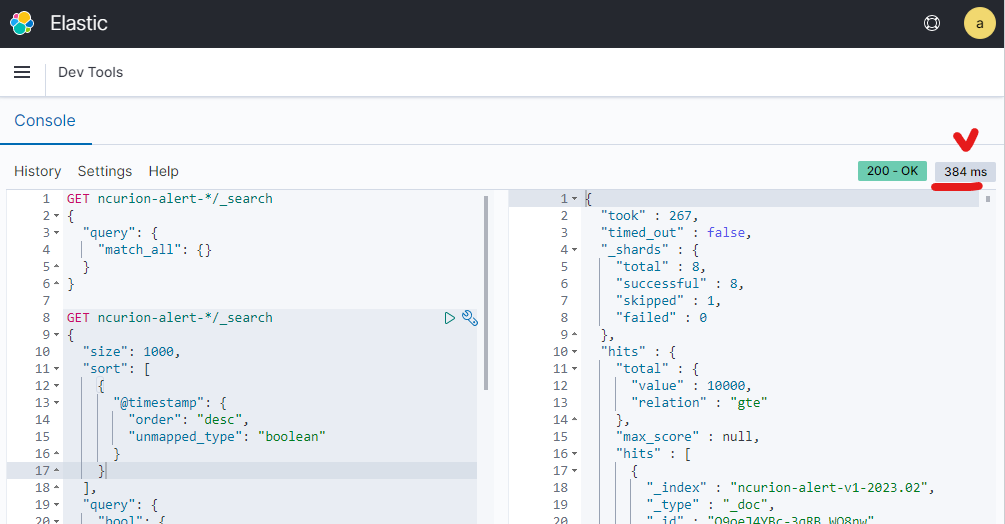 Elastic
a
Dev Tools
Console
History Settings Help
200 - OK 384 ms
1 GET ncurion-alert-*/_search
2 {
3 "query": {
4 "match_all": {}
5 }
6 }
7
8 GET ncurion-alert-*/_search
9 {
10 "size": 1000,
11 "sort": [
12 {
13 "@timestamp": {
14 "order": "desc",
15 "unmapped_type": "boolean"
16 }
17 }
18 ],
19 "query": {
20 "bool": {
1 {
2 "took" : 267,
3 "timed_out" : false,
4 "_shards" : {
5 "total" : 8,
6 "successful" : 8,
7 "skipped" : 1,
8 "failed" : 0
9 },
10 "hits" : {
11 "total" : {
12 "value" : 10000,
13 "relation" : "gte"
14 },
15 "max_score" : null,
16 "hits" : [
17 {
18 "_index" : "ncurion-alert-v1-2023.02",
19 "_type" : "_doc",
20 "_id" :